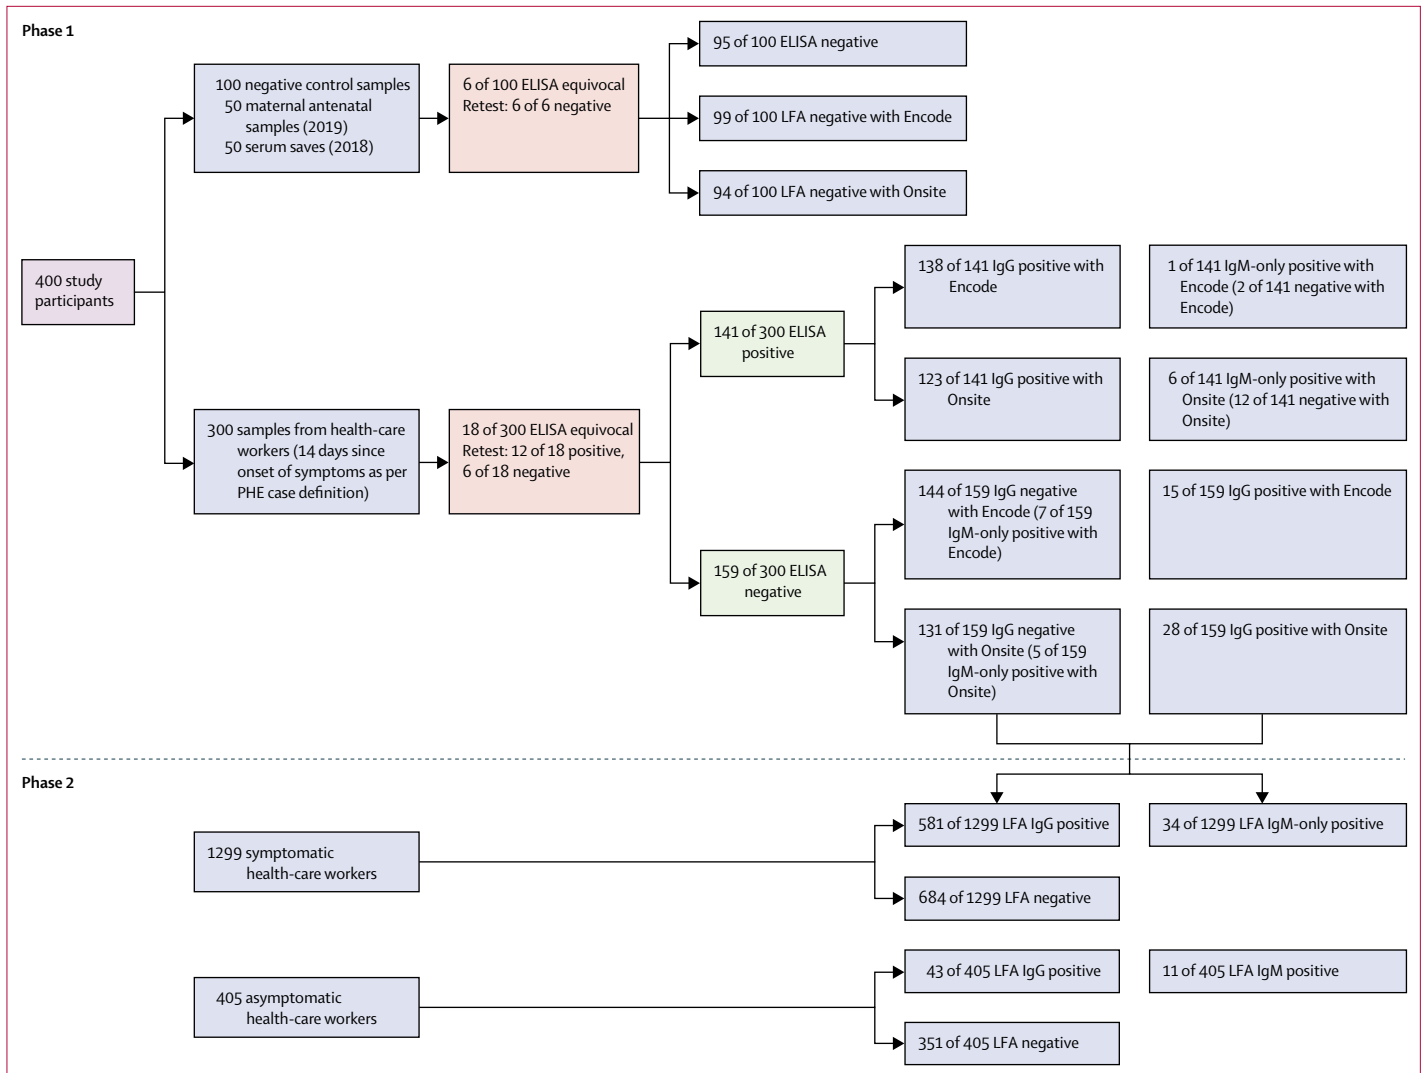 Phase 1
400 study
participants
100 negative control samples
50 maternal antenatal
samples (2019)
50 serum saves (2018)
6 of 100 ELISA equivocal
Retest: 6 of 6 negative
95 of 100 ELISA negative
99 of 100 LFA negative with Encode
94 of 100 LFA negative with Onsite
300 samples from health-care
workers (14 days since
onset of symptoms as per
PHE case definition)
18 of 300 ELISA equivocal
Retest: 12 of 18 positive,
6 of 18 negative
141 of 300 ELISA
positive
138 of 141 IgG positive with
Encode
1 of 141 IgM-only positive with
Encode (2 of 141 negative with
Encode)
123 of 141 IgG positive with
Onsite
6 of 141 IgM-only positive with
Onsite (12 of 141 negative with
Onsite)
159 of 300 ELISA
negative
144 of 159 IgG negative
with Encode (7 of 159
IgM-only positive with
Encode)
15 of 159 IgG positive with Encode
131 of 159 IgG negative
with Onsite (5 of 159
IgM-only positive with
Onsite)
28 of 159 IgG positive with Onsite
Phase 2
1299 symptomatic
health-care workers
581 of 1299 LFA IgG positive
34 of 1299 LFA IgM-only positive
684 of 1299 LFA negative
405 asymptomatic
health-care workers
43 of 405 LFA IgG positive
11 of 405 LFA IgM positive
351 of 405 LFA negative